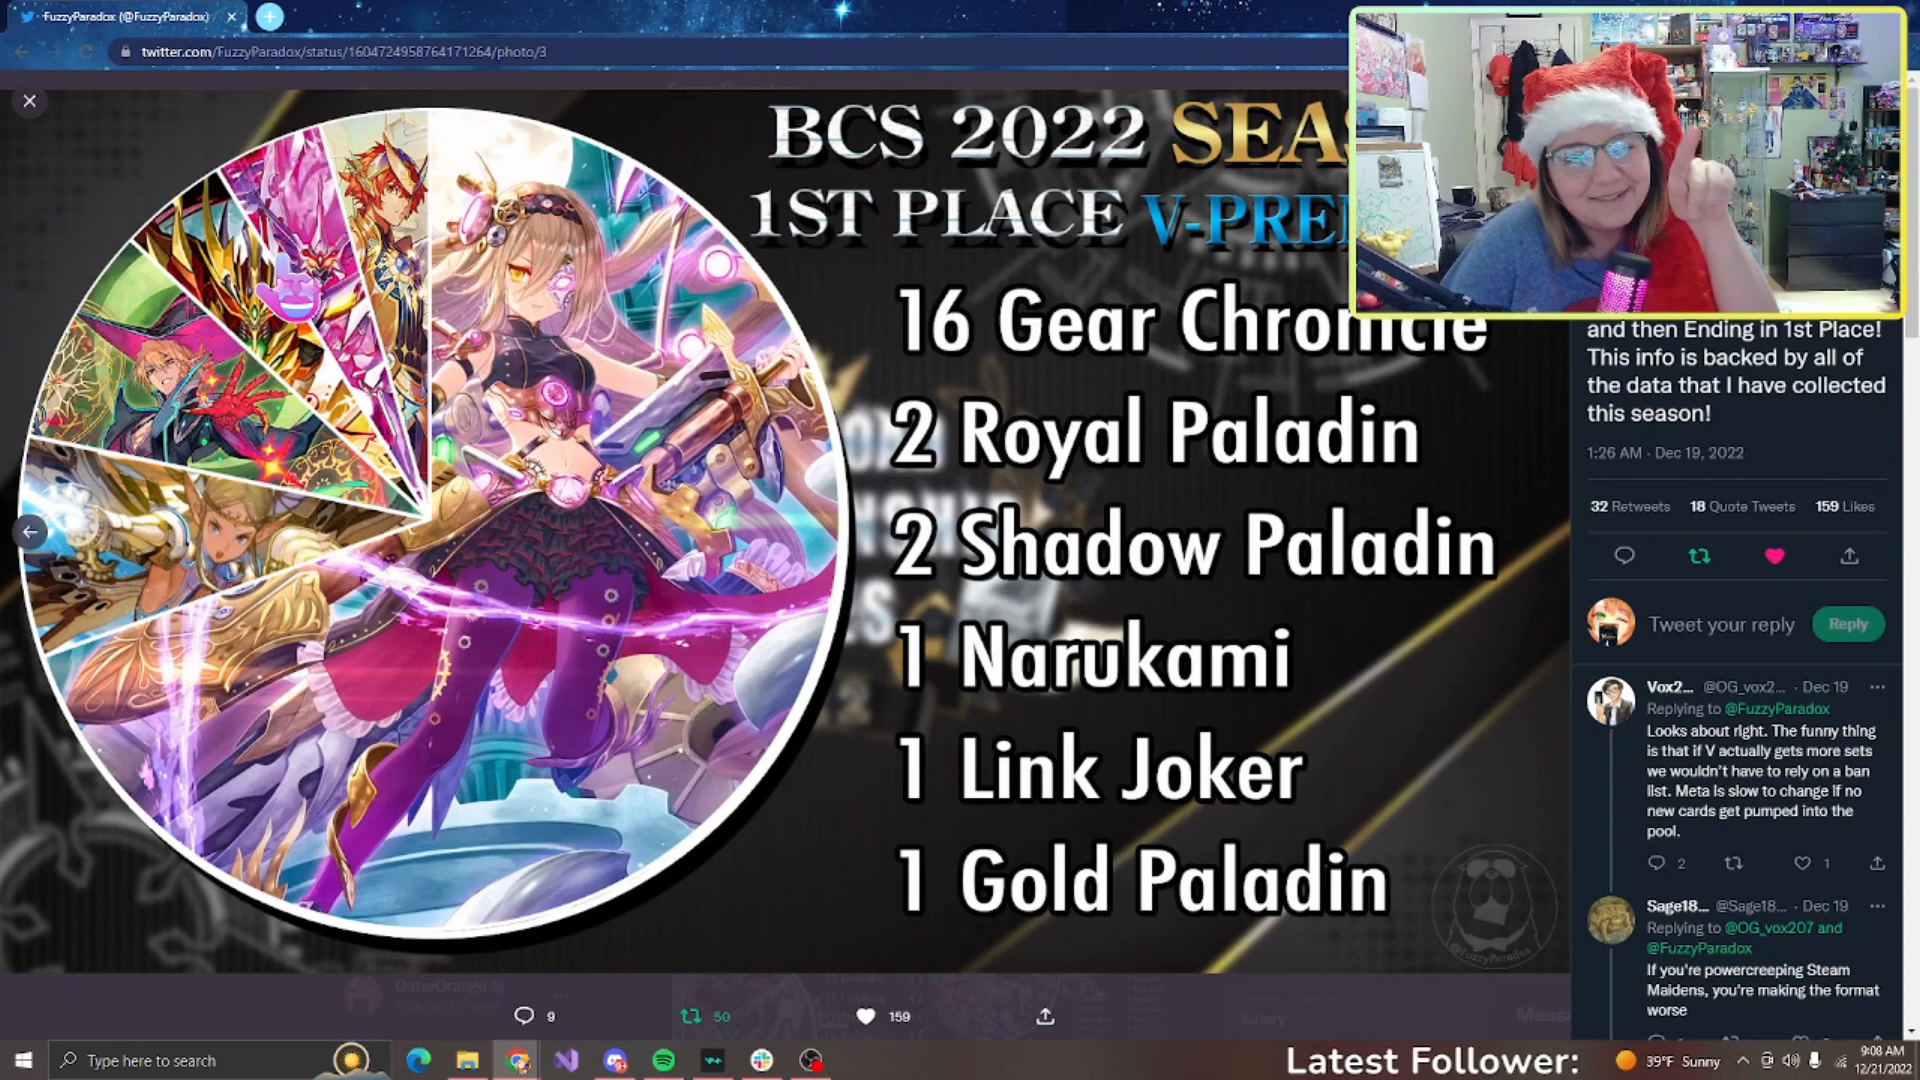 FuzzyParadox (@FuzzyParadox)
twitter.com/FuzzyParadox/status/1604724958764171264/photo/3
BCS 2022 SEAS
1ST PLACE V-PREM
16 Gear Chronicle
2 Royal Paladin
2 Shadow Paladin
1 Narukami
1 Link Joker
1 Gold Paladin
@FuzzyParadox
and then Ending in 1st Place!
This info is backed by all of
the data that I have collected
this season!
1:26 AM · Dec 19, 2022
32 Retweets 18 Quote Tweets 159 Likes
Tweet your reply
Reply
Vox2... @OG_vox2... · Dec 19
Replying to @FuzzyParadox
Looks about right. The funny thing
is that if V actually gets more sets
we wouldn't have to rely on a ban
list. Meta is slow to change if no
new cards get pumped into the
pool.
2 1
Sage18... @Sage18... · Dec 19
Replying to @OG_vox207 and
@FuzzyParadox
If you're powercreeping Steam
Maidens, you're making the format
worse
OuterOrange
9 50 159
Type here to search
Latest Follower:
39°F Sunny
9:08 AM
12/21/2022